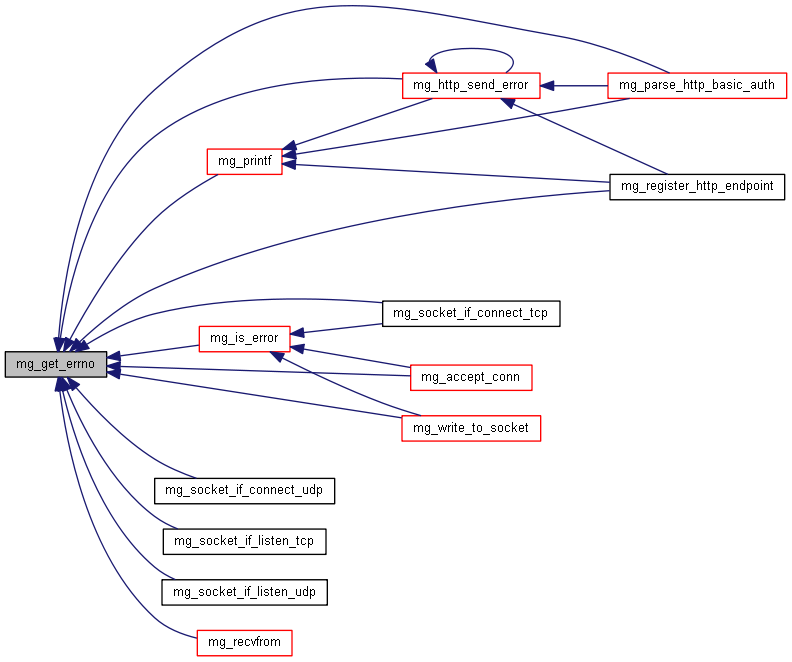 mg_http_send_error
mg_parse_http_basic_auth
mg_printf
mg_register_http_endpoint
mg_socket_if_connect_tcp
mg_is_error
mg_get_errno
mg_accept_conn
mg_write_to_socket
mg_socket_if_connect_udp
mg_socket_if_listen_tcp
mg_socket_if_listen_udp
mg_recvfrom